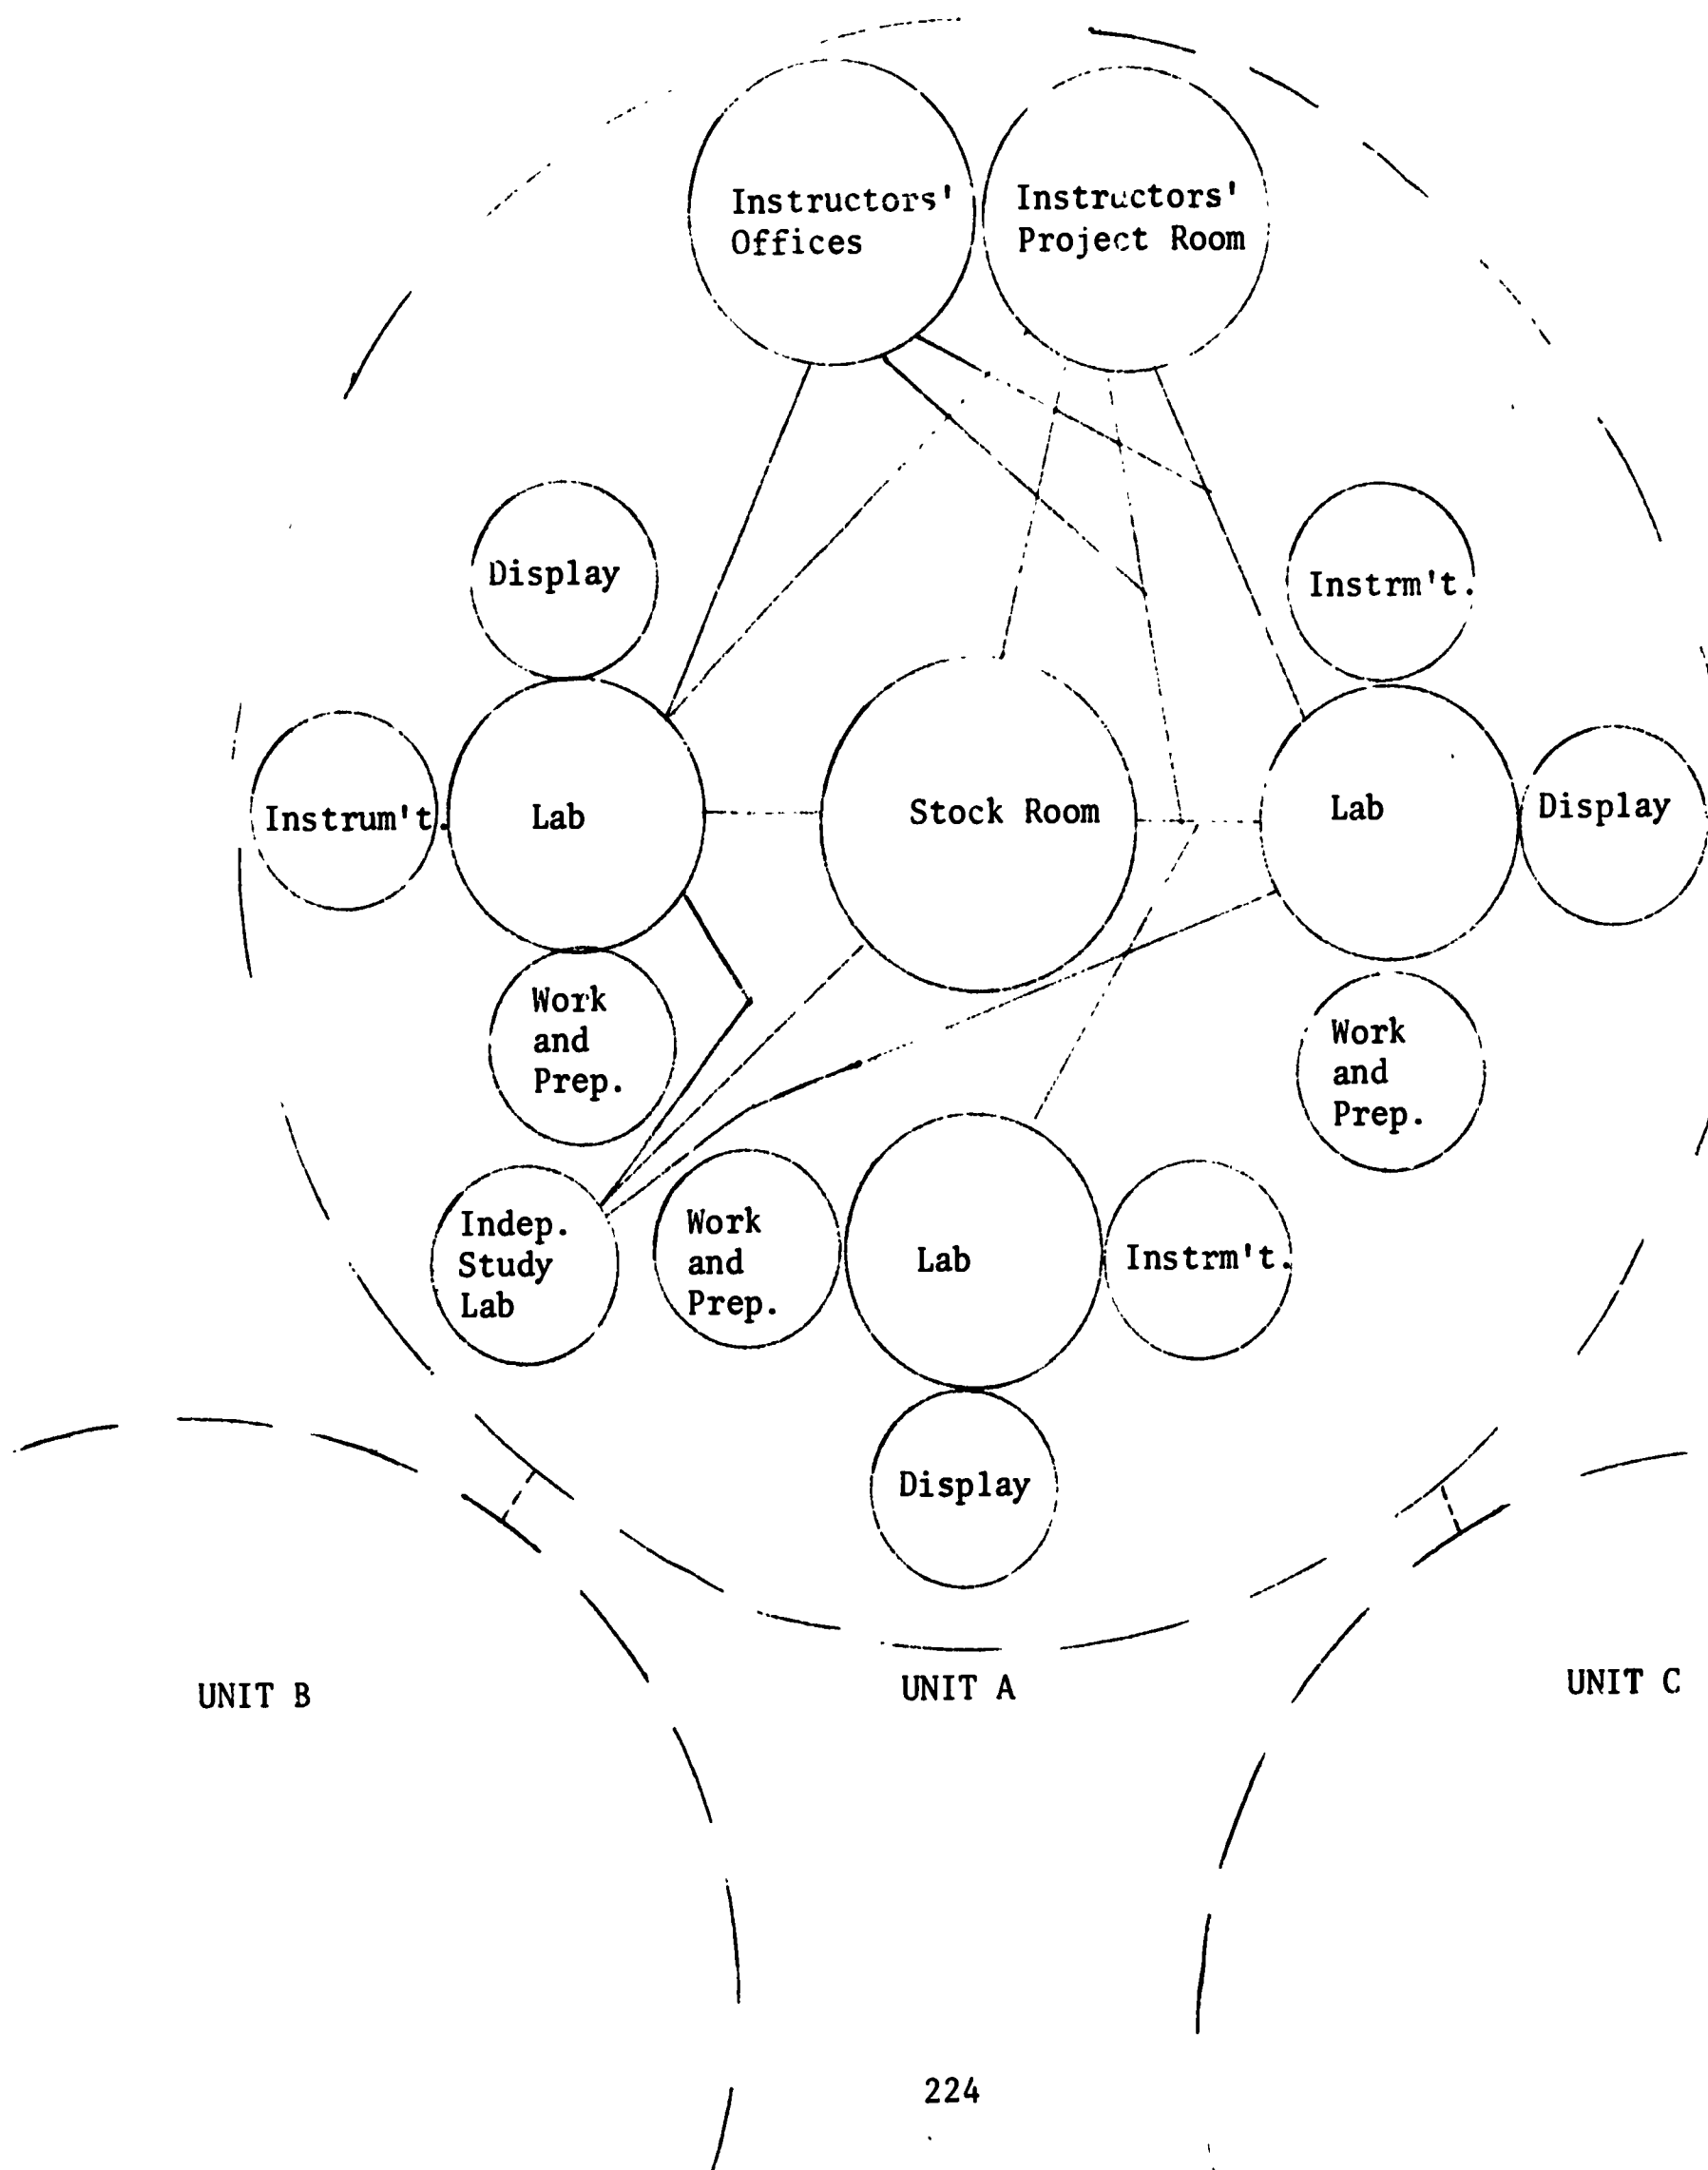 Instructors'
Offices
Instructors'
Project Room
Display
Instrm't.
Instrum't.
Lab
Stock Room
Lab
Display
Work
and
Prep.
Work
and
Prep.
Indep.
Study
Lab
Work
and
Prep.
Lab
Instrm't.
Display
UNIT B
UNIT A
UNIT C
224